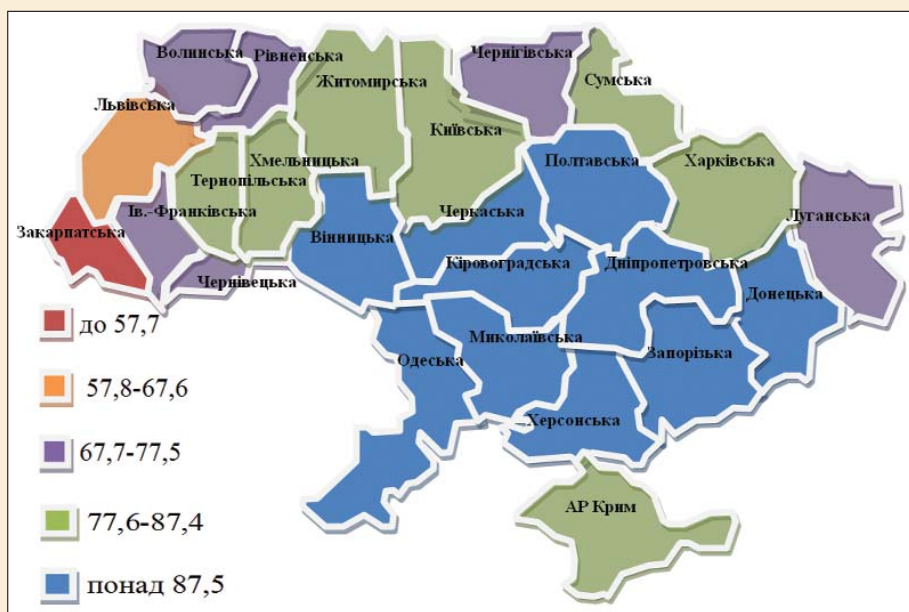 Волинська
Рівненська
Чернігівська
Житомирська
Сумська
Львівська
Київська
Хмельницька
Полтавська
Харківська
Тернопільська
Ів.-Франківська
Черкаська
Луганська
Закарпатська
Вінницька
Кіровоградська
Дніпропетровська
Чернівецька
Донецька
Миколаївська
Запорізька
Одеська
Херсонська
АР Крим
до 57,7
57,8-67,6
67,7-77,5
77,6-87,4
понад 87,5